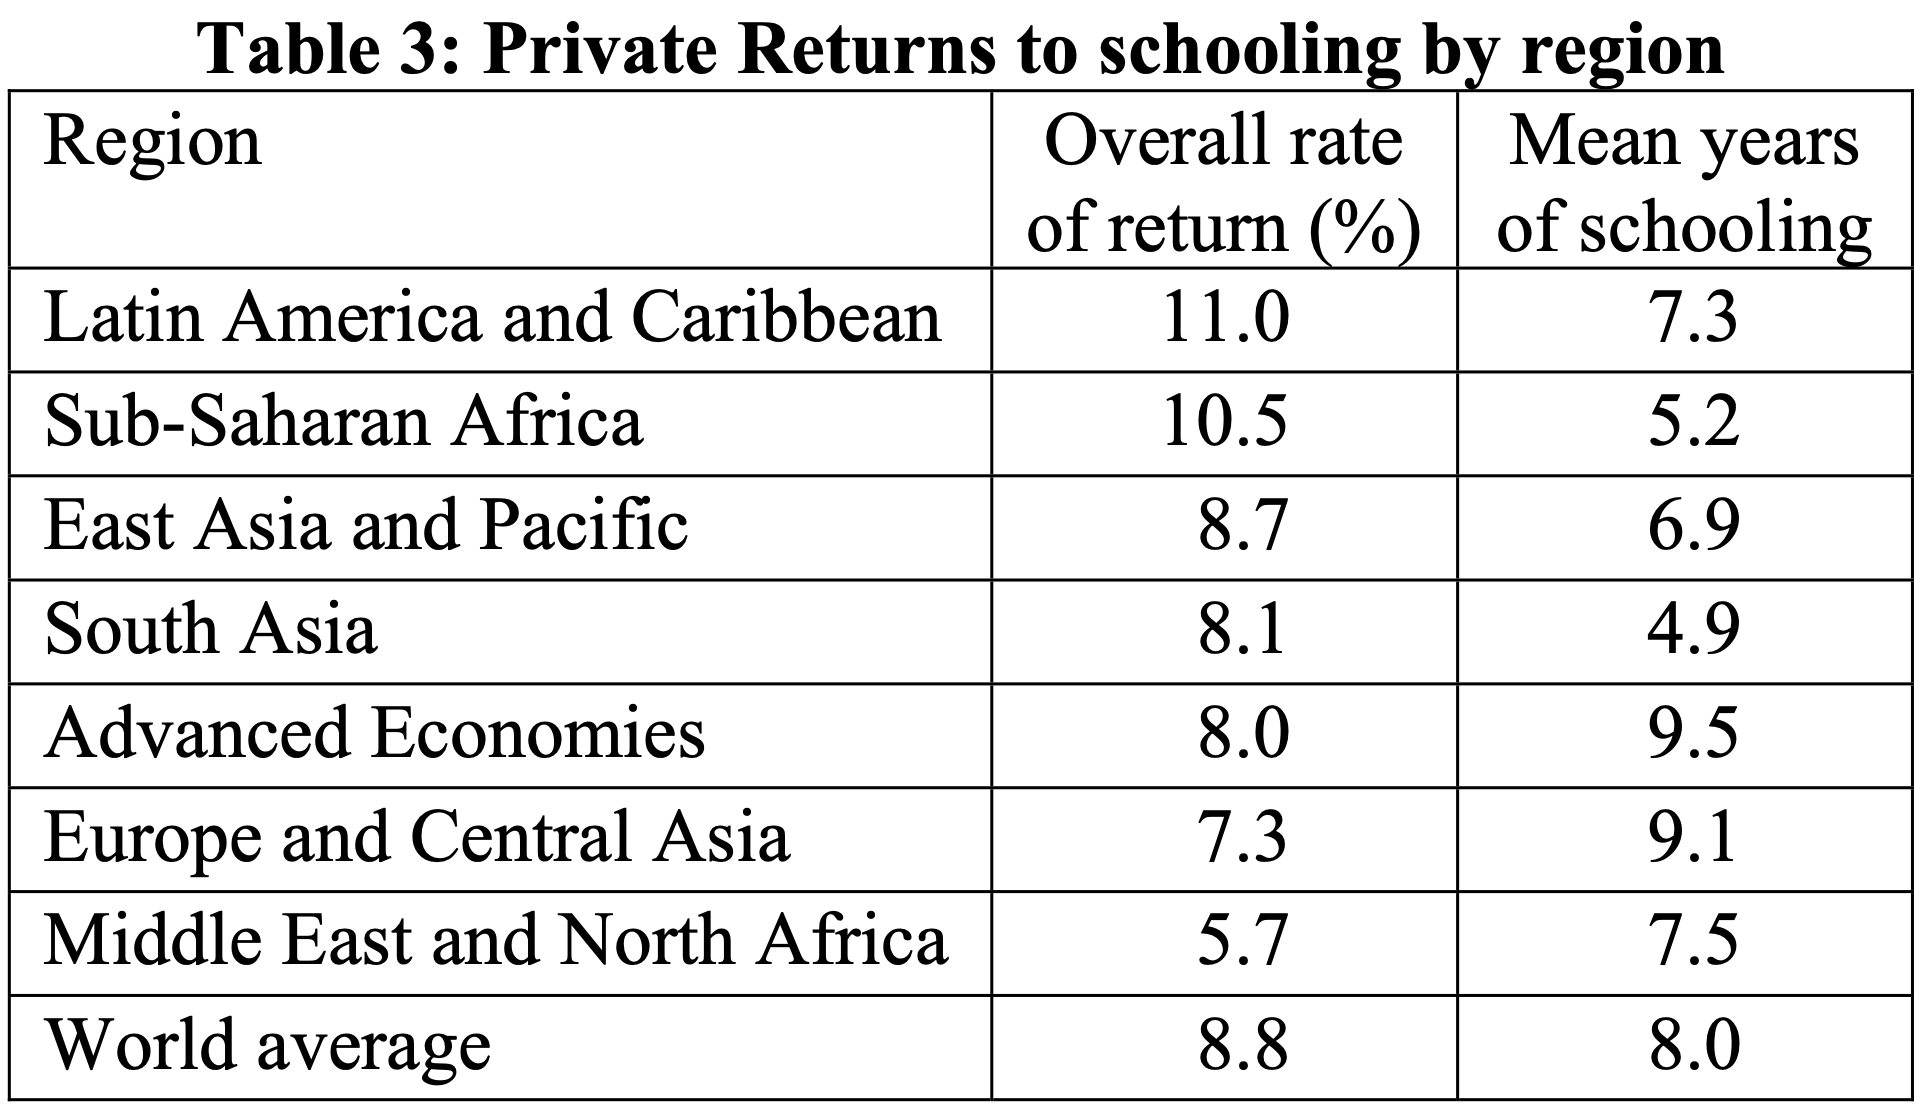 Table 3: Private Returns to schooling by region
Region Overall rate of return (%) Mean years of schooling
Latin America and Caribbean 11.0 7.3
Sub-Saharan Africa 10.5 5.2
East Asia and Pacific 8.7 6.9
South Asia 8.1 4.9
Advanced Economies 8.0 9.5
Europe and Central Asia 7.3 9.1
Middle East and North Africa 5.7 7.5
World average 8.8 8.0